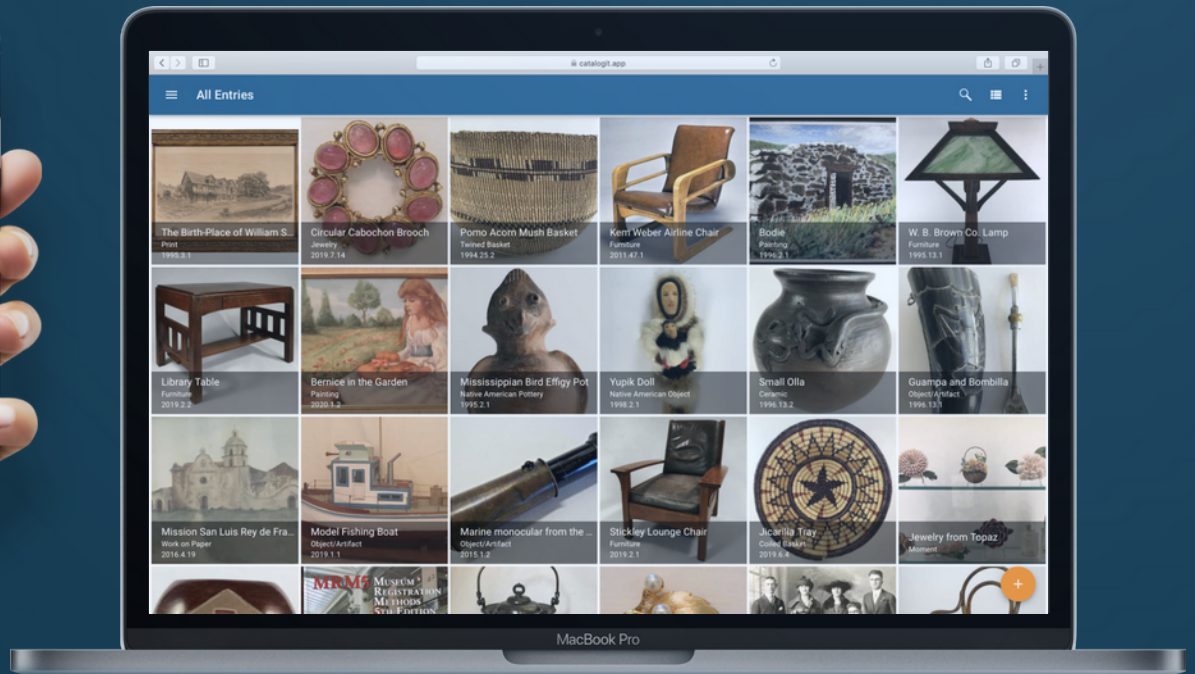 catalogit.app
All Entries
The Birth-Place of William S...
Print
1995.3.1
Circular Cabochon Brooch
Jewelry
2019.7.14
Pomo Acorn Mush Basket
Twined Basket
1994.25.2
Kem Weber Airline Chair
Furniture
2011.47.1
Bodie
Painting
1996.2.1
W. B. Brown Co. Lamp
Furniture
1995.13.1
Library Table
Furniture
2019.2.2
Bernice in the Garden
Painting
2020.1.2
Mississippian Bird Effigy Pot
Native American Pottery
1995.2.1
Yupik Doll
Native American Object
1998.2.1
Small Olla
Ceramic
1996.13.2
Guampa and Bombilla
Object/Artifact
1996.13.1
Mission San Luis Rey de Fra...
Work on Paper
2016.4.19
Model Fishing Boat
Object/Artifact
2019.1.1
Marine monocular from the ...
Object/Artifact
2015.1.2
Stickley Lounge Chair
Furniture
2019.2.1
Jicarilla Tray
Coiled Basket
2019.6.4
Jewelry from Topaz
Moment
MRM5 Museum
Registration
Methods
5th Edition
MacBook Pro